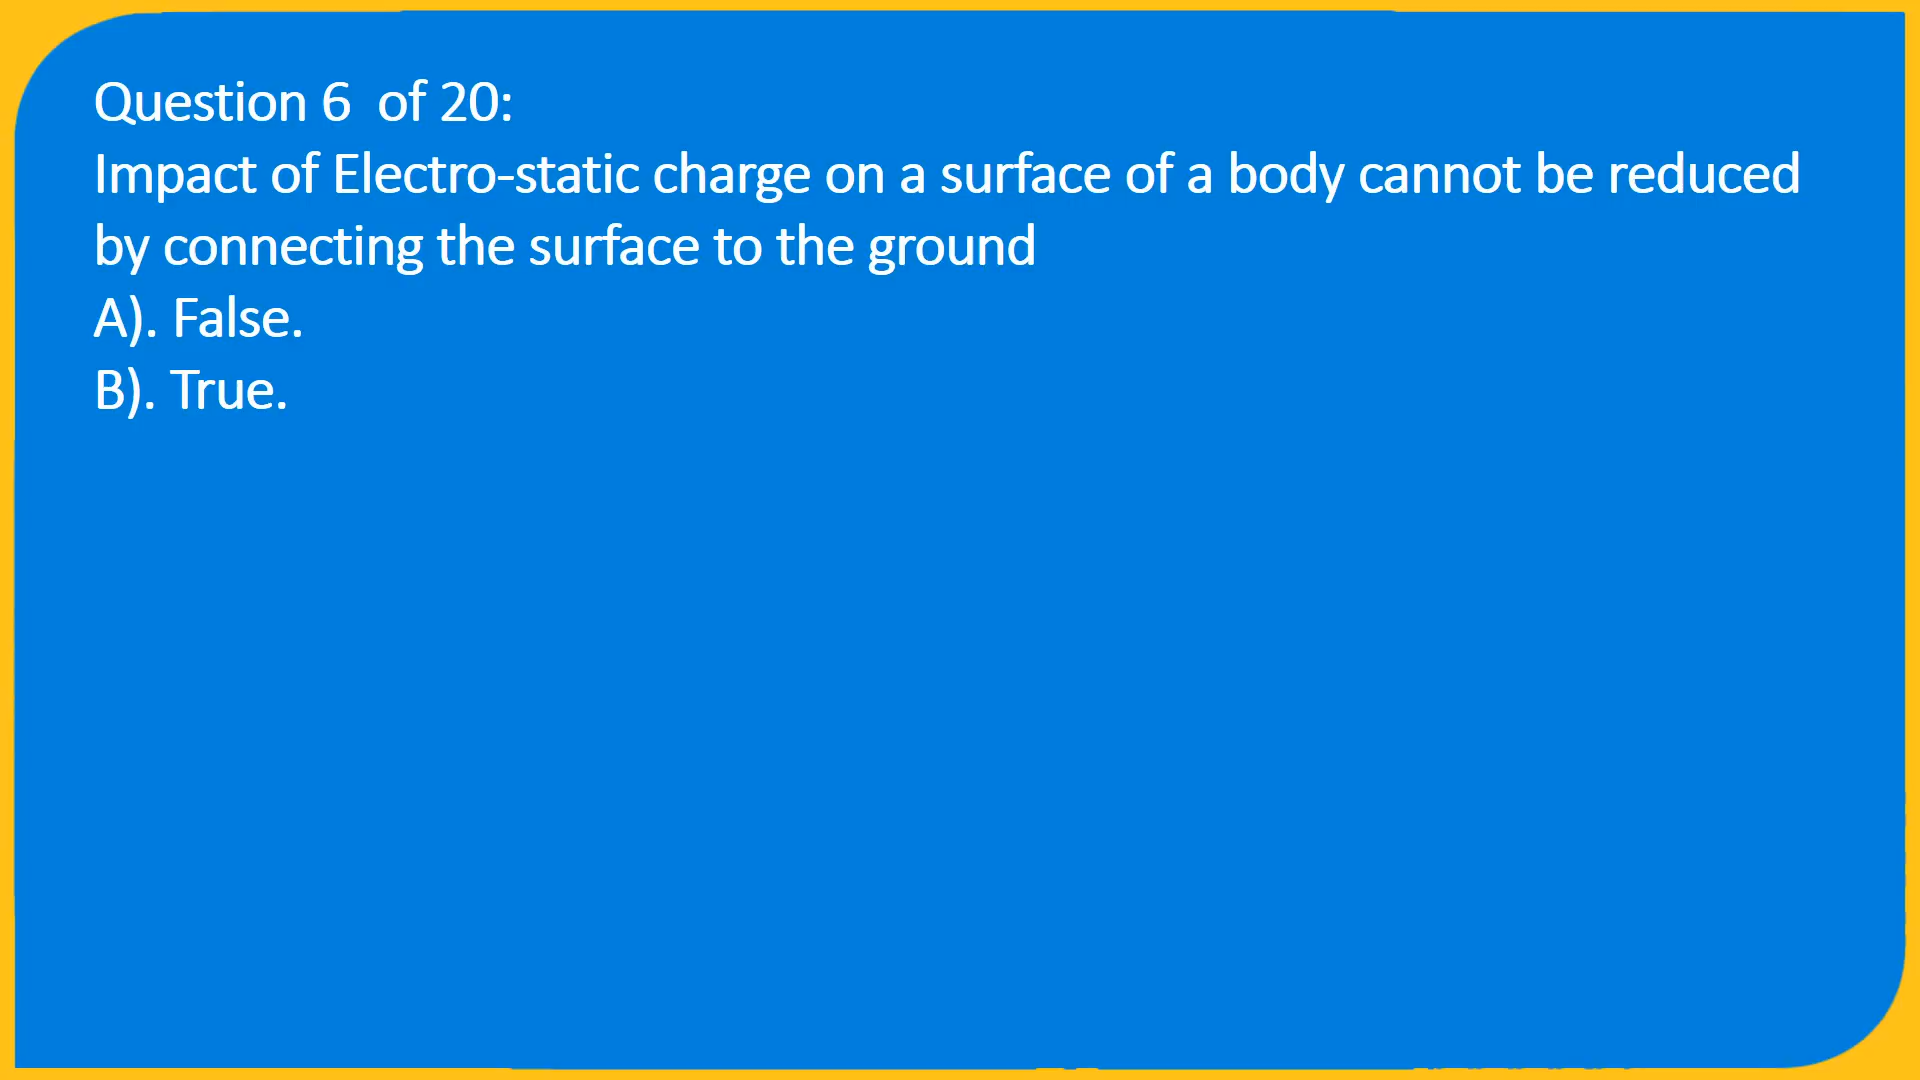 Question 6  of 20:
Impact of Electro-static charge on a surface of a body cannot be reduced
by connecting the surface to the ground
A). False.
B). True.